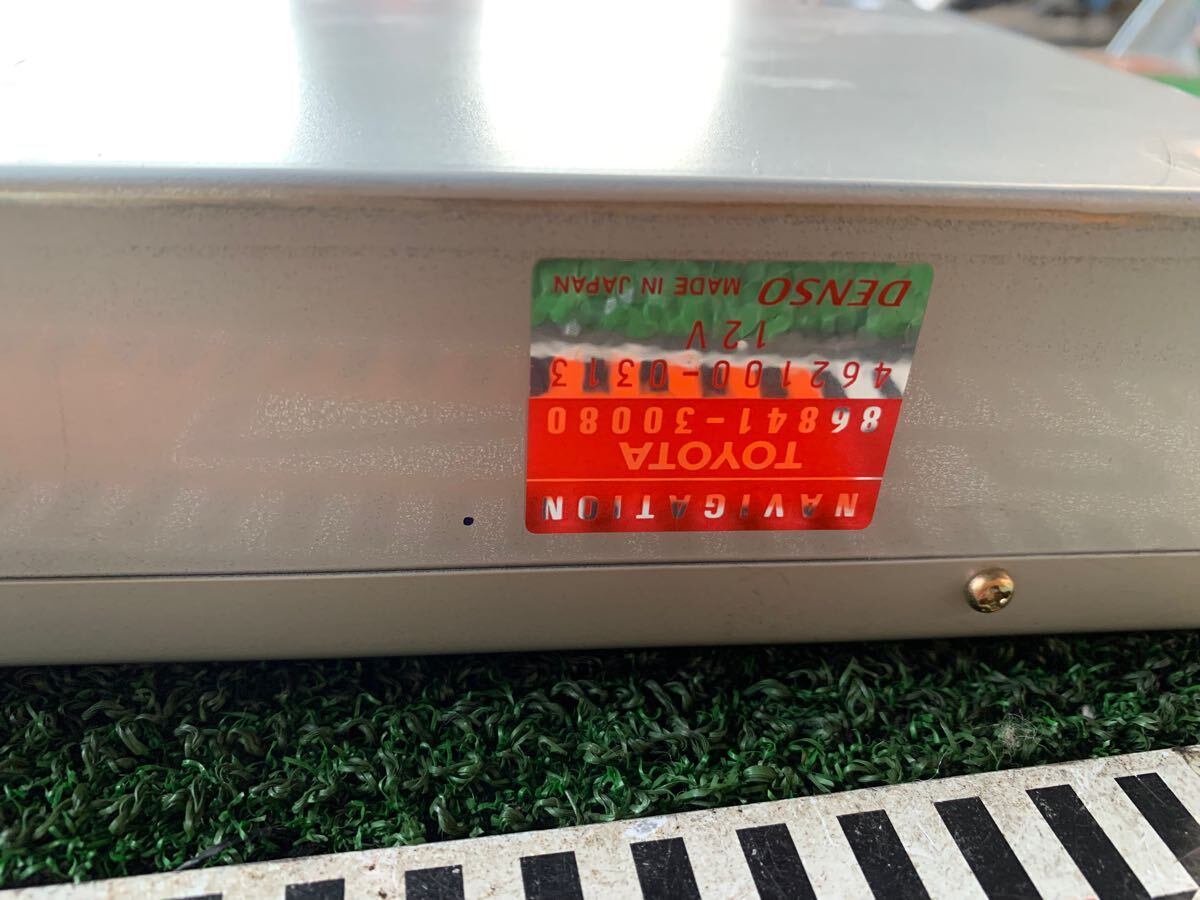 NAVIGATION
TOYOTA
86841-30080
462100-0313
12V
DENSO MADE IN JAPAN